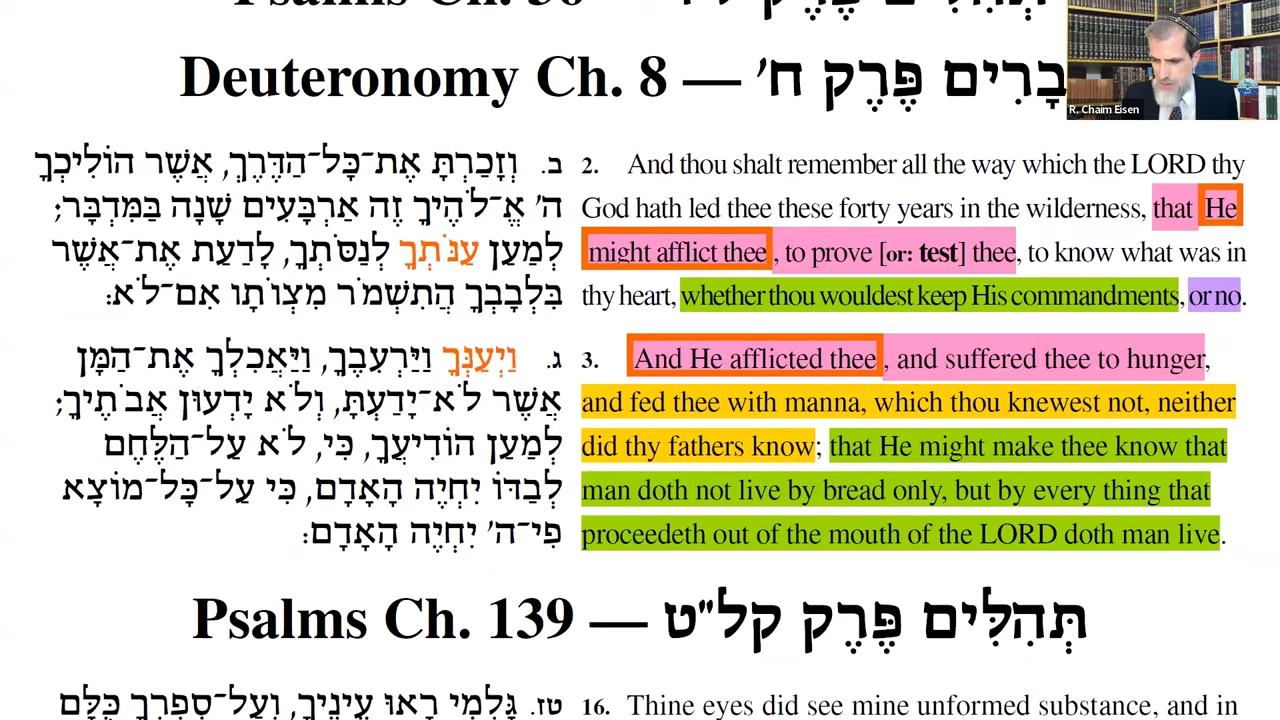 Deuteronomy Ch. 8 — בָרִים פֶּרֶק ח׳
R. Chaim Eisen
ב. וְזָכַרְתָּ אֶת־כָּל־הַדֶּרֶךְ, אֲשֶׁר הוֹלִיכְךָ
ה׳ אֱ־לֹהֶיךָ זֶה אַרְבָּעִים שָׁנָה בַּמִּדְבָּר;
לְמַעַן עַנֹּתְךָ לְנַסֹּתְךָ, לָדַעַת אֶת־אֲשֶׁר
בִּלְבָבְךָ הֲתִשְׁמֹר מִצְוֹתָו אִם־לֹא:
2. And thou shalt remember all the way which the LORD thy
God hath led thee these forty years in the wilderness, that He
might afflict thee, to prove [or: test] thee, to know what was in
thy heart, whether thou wouldest keep His commandments, or no.
ג. וַיְעַנְּךָ וַיַּרְעִבֶךָ, וַיַּאֲכִלְךָ אֶת־הַמָּן
אֲשֶׁר לֹא־יָדַעְתָּ, וְלֹא יָדְעוּן אֲבֹתֶיךָ;
לְמַעַן הוֹדִיעֲךָ, כִּי, לֹא עַל־הַלֶּחֶם
לְבַדּוֹ יִחְיֶה הָאָדָם, כִּי עַל־כָּל־מוֹצָא
פִי־ה׳ יִחְיֶה הָאָדָם:
3. And He afflicted thee, and suffered thee to hunger,
and fed thee with manna, which thou knewest not, neither
did thy fathers know; that He might make thee know that
man doth not live by bread only, but by every thing that
proceedeth out of the mouth of the LORD doth man live.
Psalms Ch. 139 — תְּהִלִּים פֶּרֶק קל״ט
טז. גָּלְמִי רָאוּ עֵינֶיךָ, וְעַל־סִפְרְךָ כֻּלָּם
16. Thine eyes did see mine unformed substance, and in